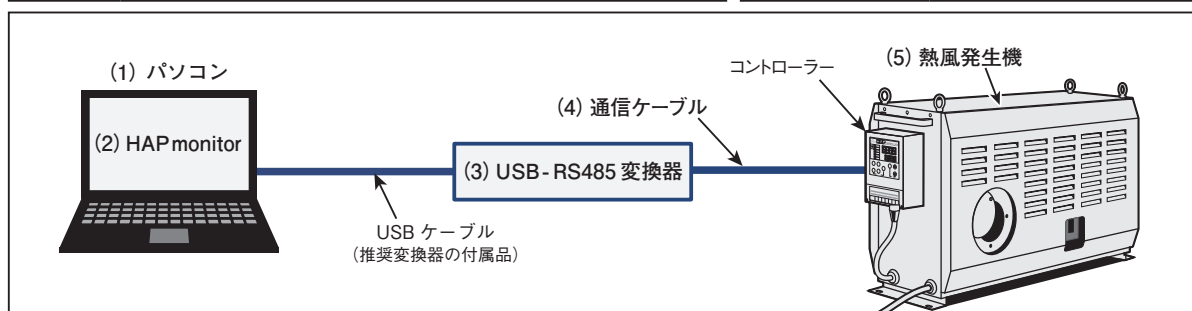 (1) パソコン
(2) HAPmonitor
USB ケーブル
(推奨変換器の付属品)
(3) USB-RS485 変換器
(4) 通信ケーブル
コントローラー
(5) 熱風発生機